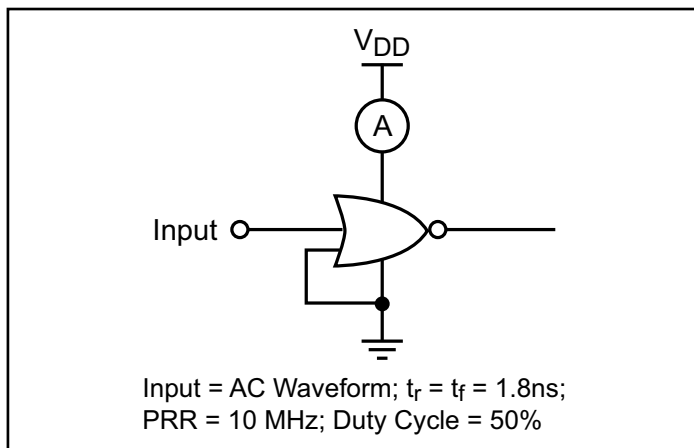 VDD
A
Input
Input = AC Waveform; tr = tf = 1.8ns;
PRR = 10 MHz; Duty Cycle = 50%